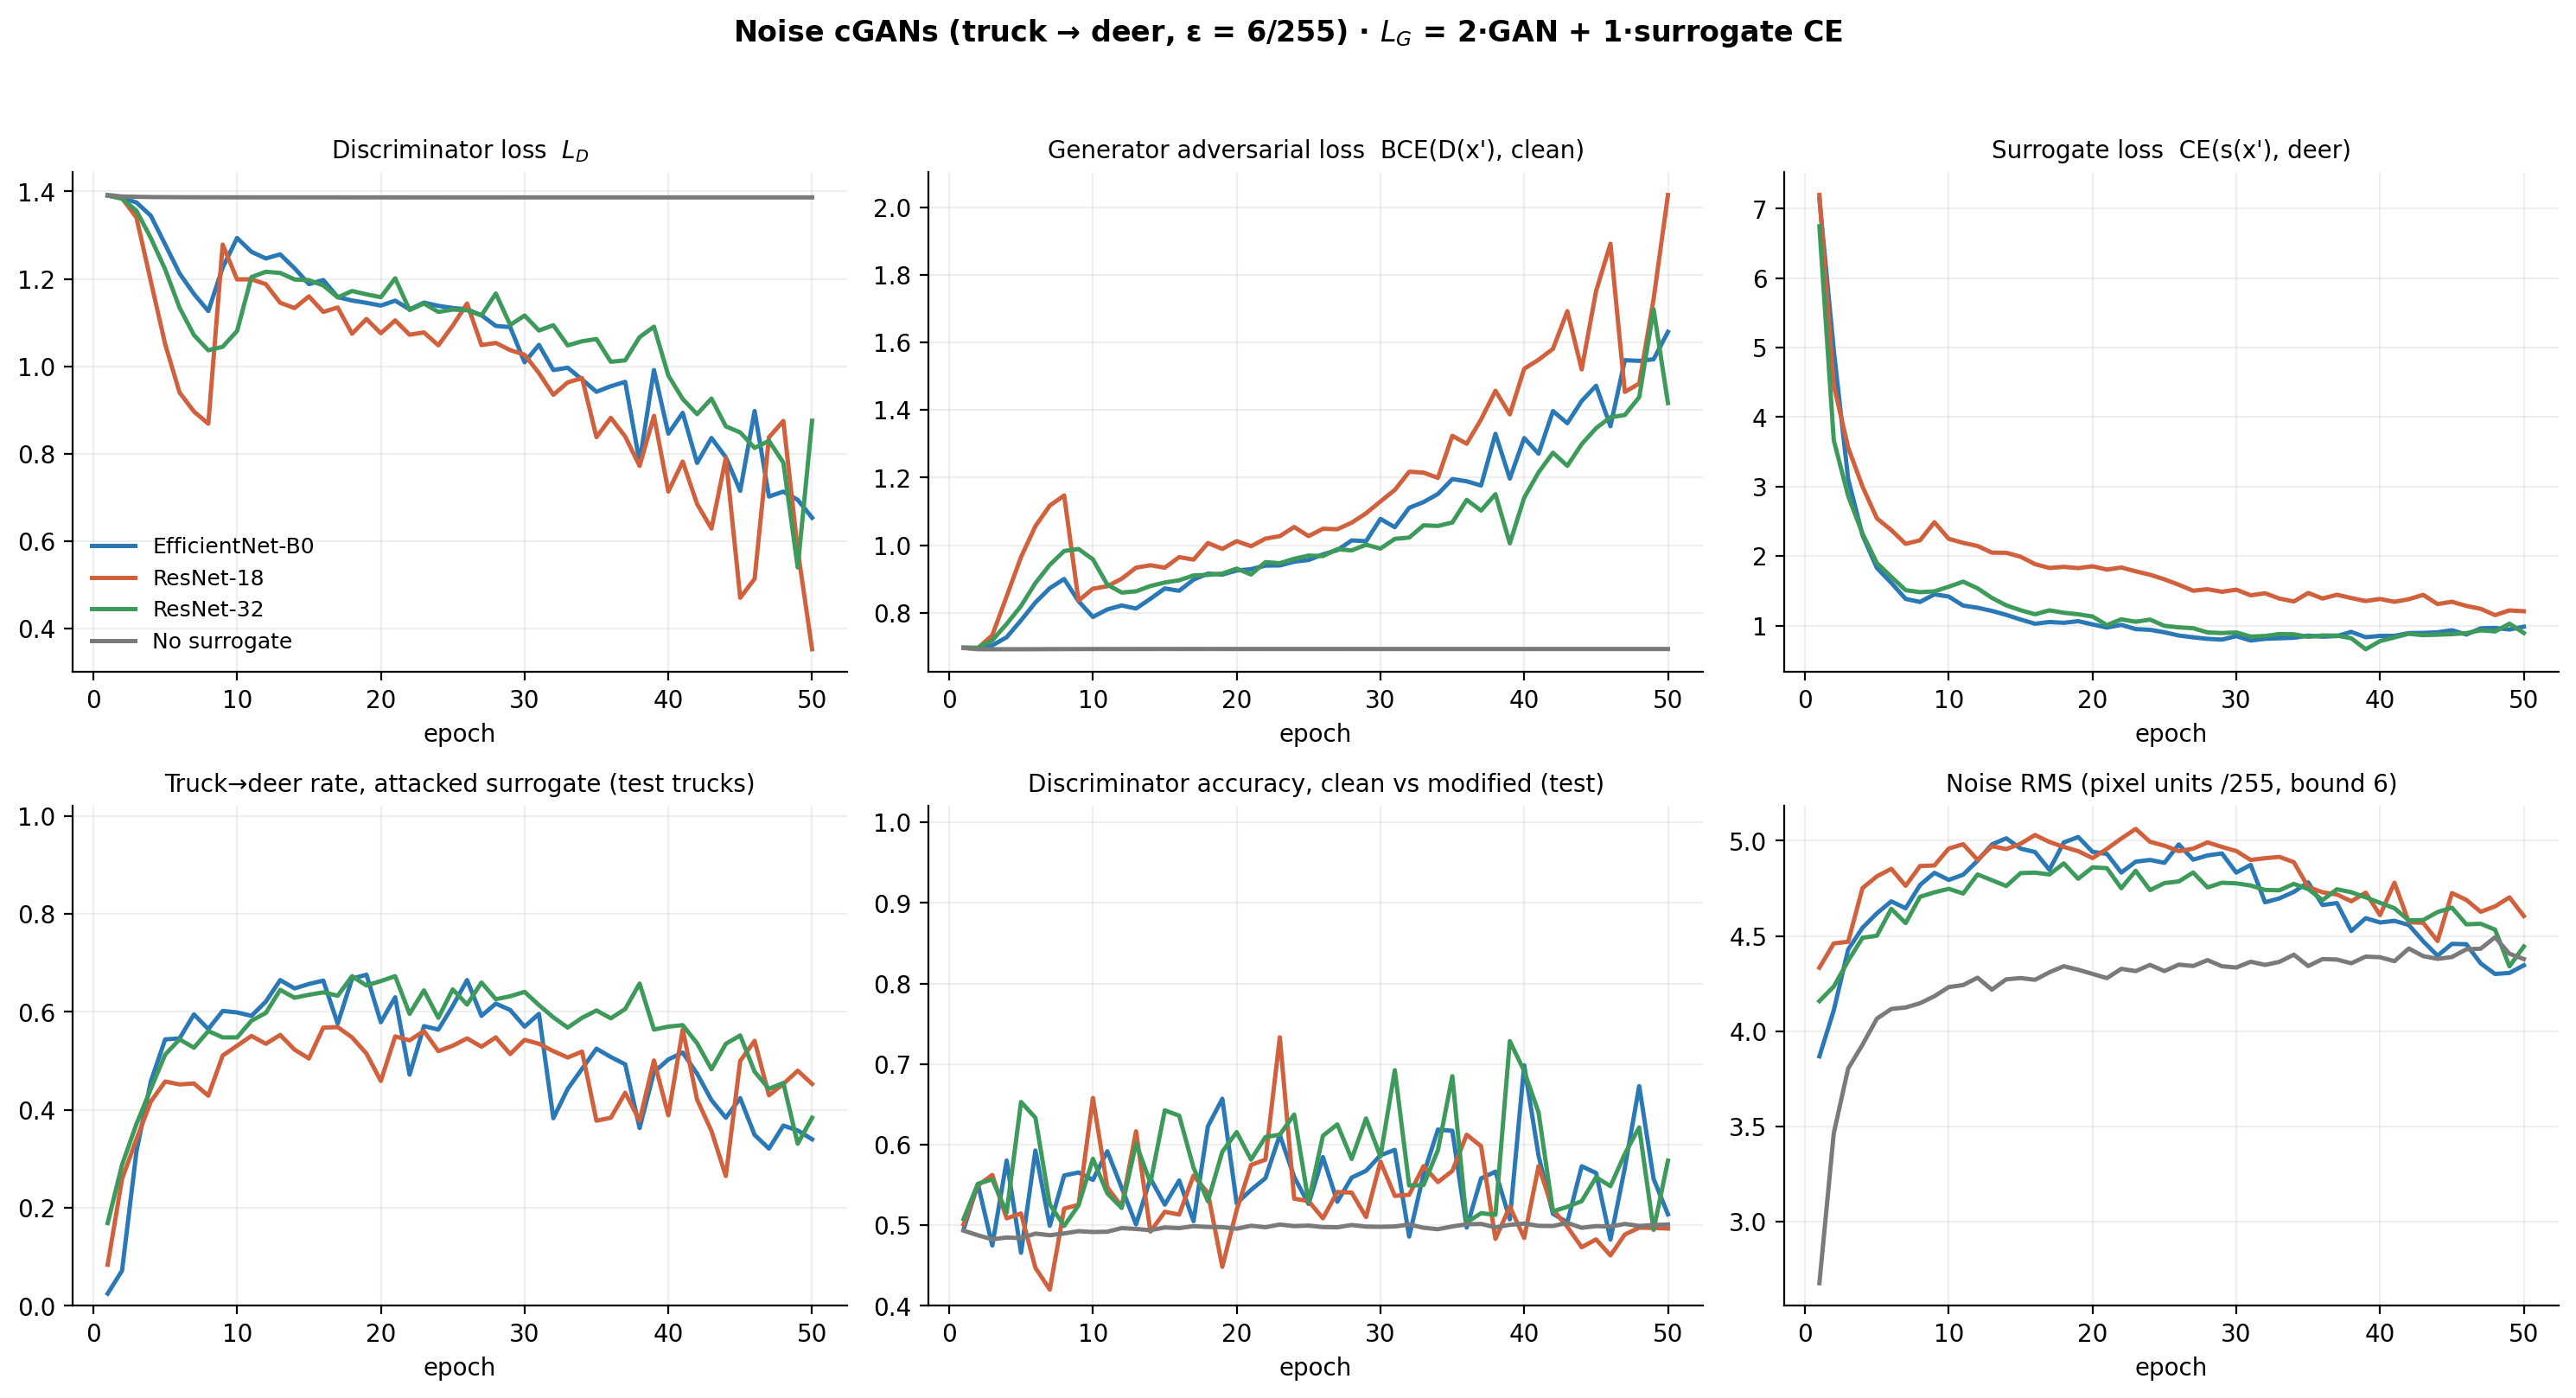 Noise cGANs (truck → deer, ε = 6/255) · L_G = 2·GAN + 1·surrogate CE
Discriminator loss L_D
1.4
1.2
1.0
0.8
0.6
0.4
EfficientNet-B0
ResNet-18
ResNet-32
No surrogate
0 10 20 30 40 50
epoch
Generator adversarial loss BCE(D(x'), clean)
2.0
1.8
1.6
1.4
1.2
1.0
0.8
0 10 20 30 40 50
epoch
Surrogate loss CE(s(x'), deer)
7
6
5
4
3
2
1
0 10 20 30 40 50
epoch
Truck→deer rate, attacked surrogate (test trucks)
1.0
0.8
0.6
0.4
0.2
0.0
0 10 20 30 40 50
epoch
Discriminator accuracy, clean vs modified (test)
1.0
0.9
0.8
0.7
0.6
0.5
0.4
0 10 20 30 40 50
epoch
Noise RMS (pixel units /255, bound 6)
5.0
4.5
4.0
3.5
3.0
0 10 20 30 40 50
epoch